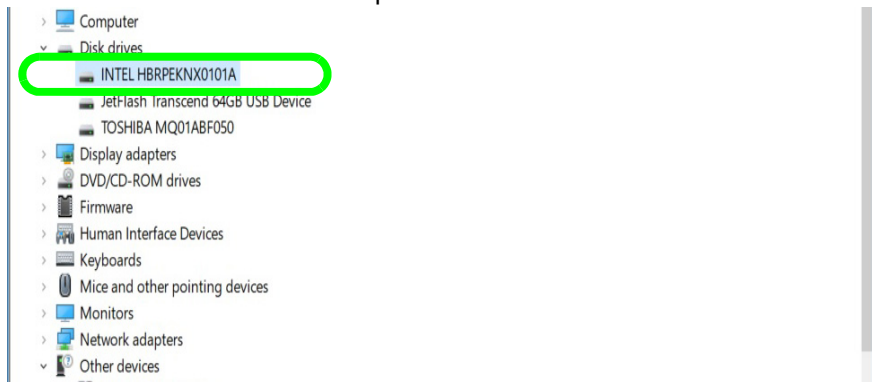 Computer
Disk drives
INTEL HBRPEKNX0101A
JetFlash Transcend 64GB USB Device
TOSHIBA MQ01ABF050
Display adapters
DVD/CD-ROM drives
Firmware
Human Interface Devices
Keyboards
Mice and other pointing devices
Monitors
Network adapters
Other devices